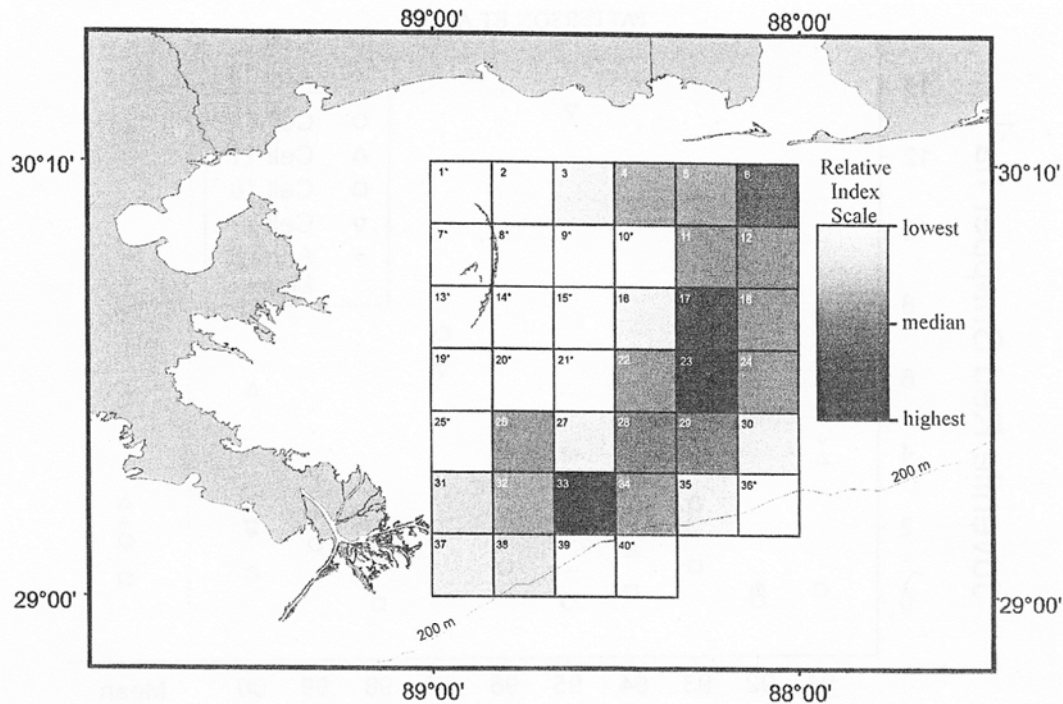 89°00'
88°00'
30°10'
30°10'
1* 2 3 4 5 6
7* 8* 9* 10* 11 12
13* 14* 15* 16 17 18
19* 20* 21* 22 23 24
25* 26 27 28 29 30
31 32 33 34 35 36*
37 38 39 40*
Relative
Index
Scale
lowest
median
highest
200 m
200 m
29°00'
29°00'
89°00'
88°00'